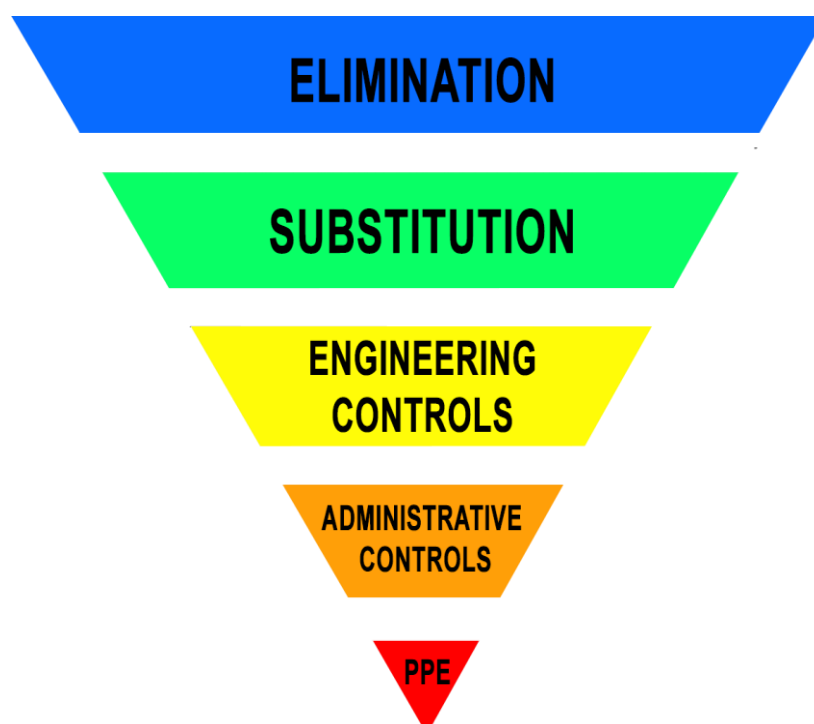 ELIMINATION
SUBSTITUTION
ENGINEERING
CONTROLS
ADMINISTRATIVE
CONTROLS
PPE